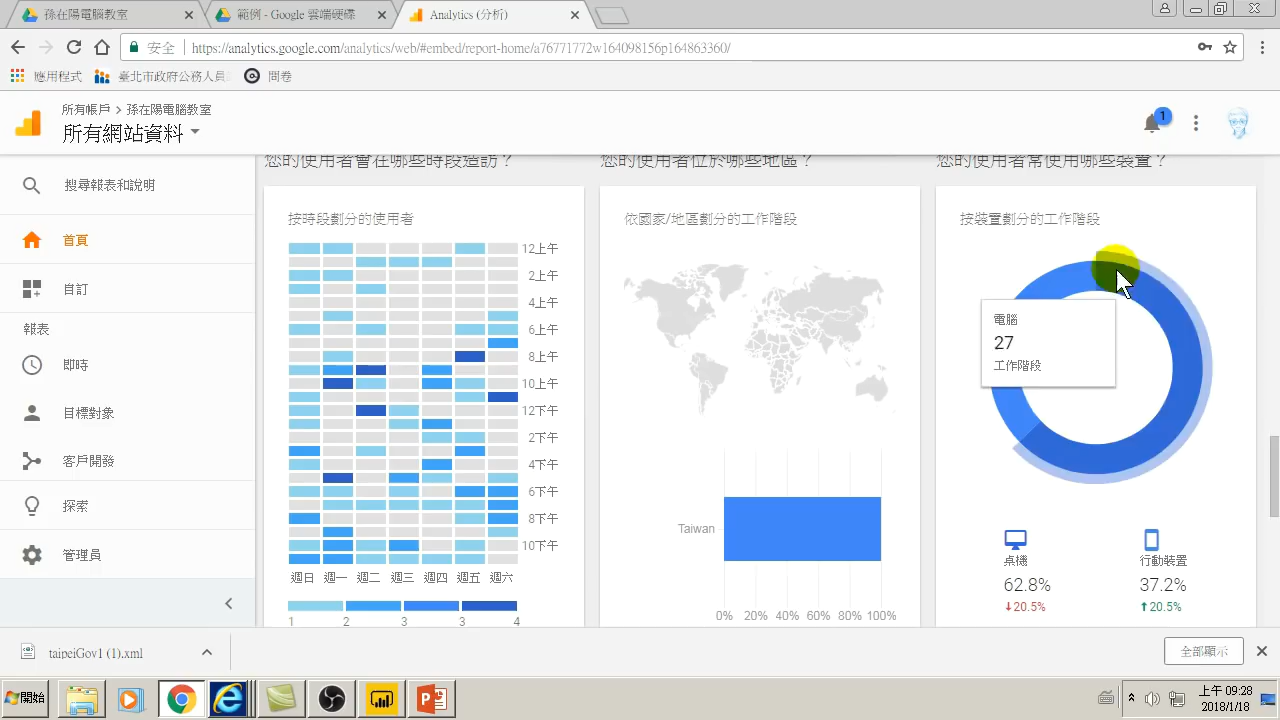 孫在陽電腦教室
範例 - Google 雲端硬碟
Analytics (分析)
安全
https://analytics.google.com/analytics/web/#embed/report-home/a76771772w164098156p164863360/
應用程式
臺北市政府公務人員
問卷
所有帳戶 > 孫在陽電腦教室
所有網站資料
1
搜尋報表和說明
首頁
自訂
報表
即時
目標對象
客戶開發
探索
管理員
您的使用者會在哪些時段造訪？
按時段劃分的使用者
12上午
2上午
4上午
6上午
8上午
10上午
12下午
2下午
4下午
6下午
8下午
10下午
週日 週一 週二 週三 週四 週五 週六
1 2 3 3 4
您的使用者位於哪些地區？
依國家/地區劃分的工作階段
Taiwan
0% 20% 40% 60% 80% 100%
您的使用者常使用哪些裝置？
按裝置劃分的工作階段
電腦
27
工作階段
桌機
62.8%
20.5%
行動裝置
37.2%
20.5%
taipeiGov1 (1).xml
全部顯示
開始
上午 09:28
2018/1/18